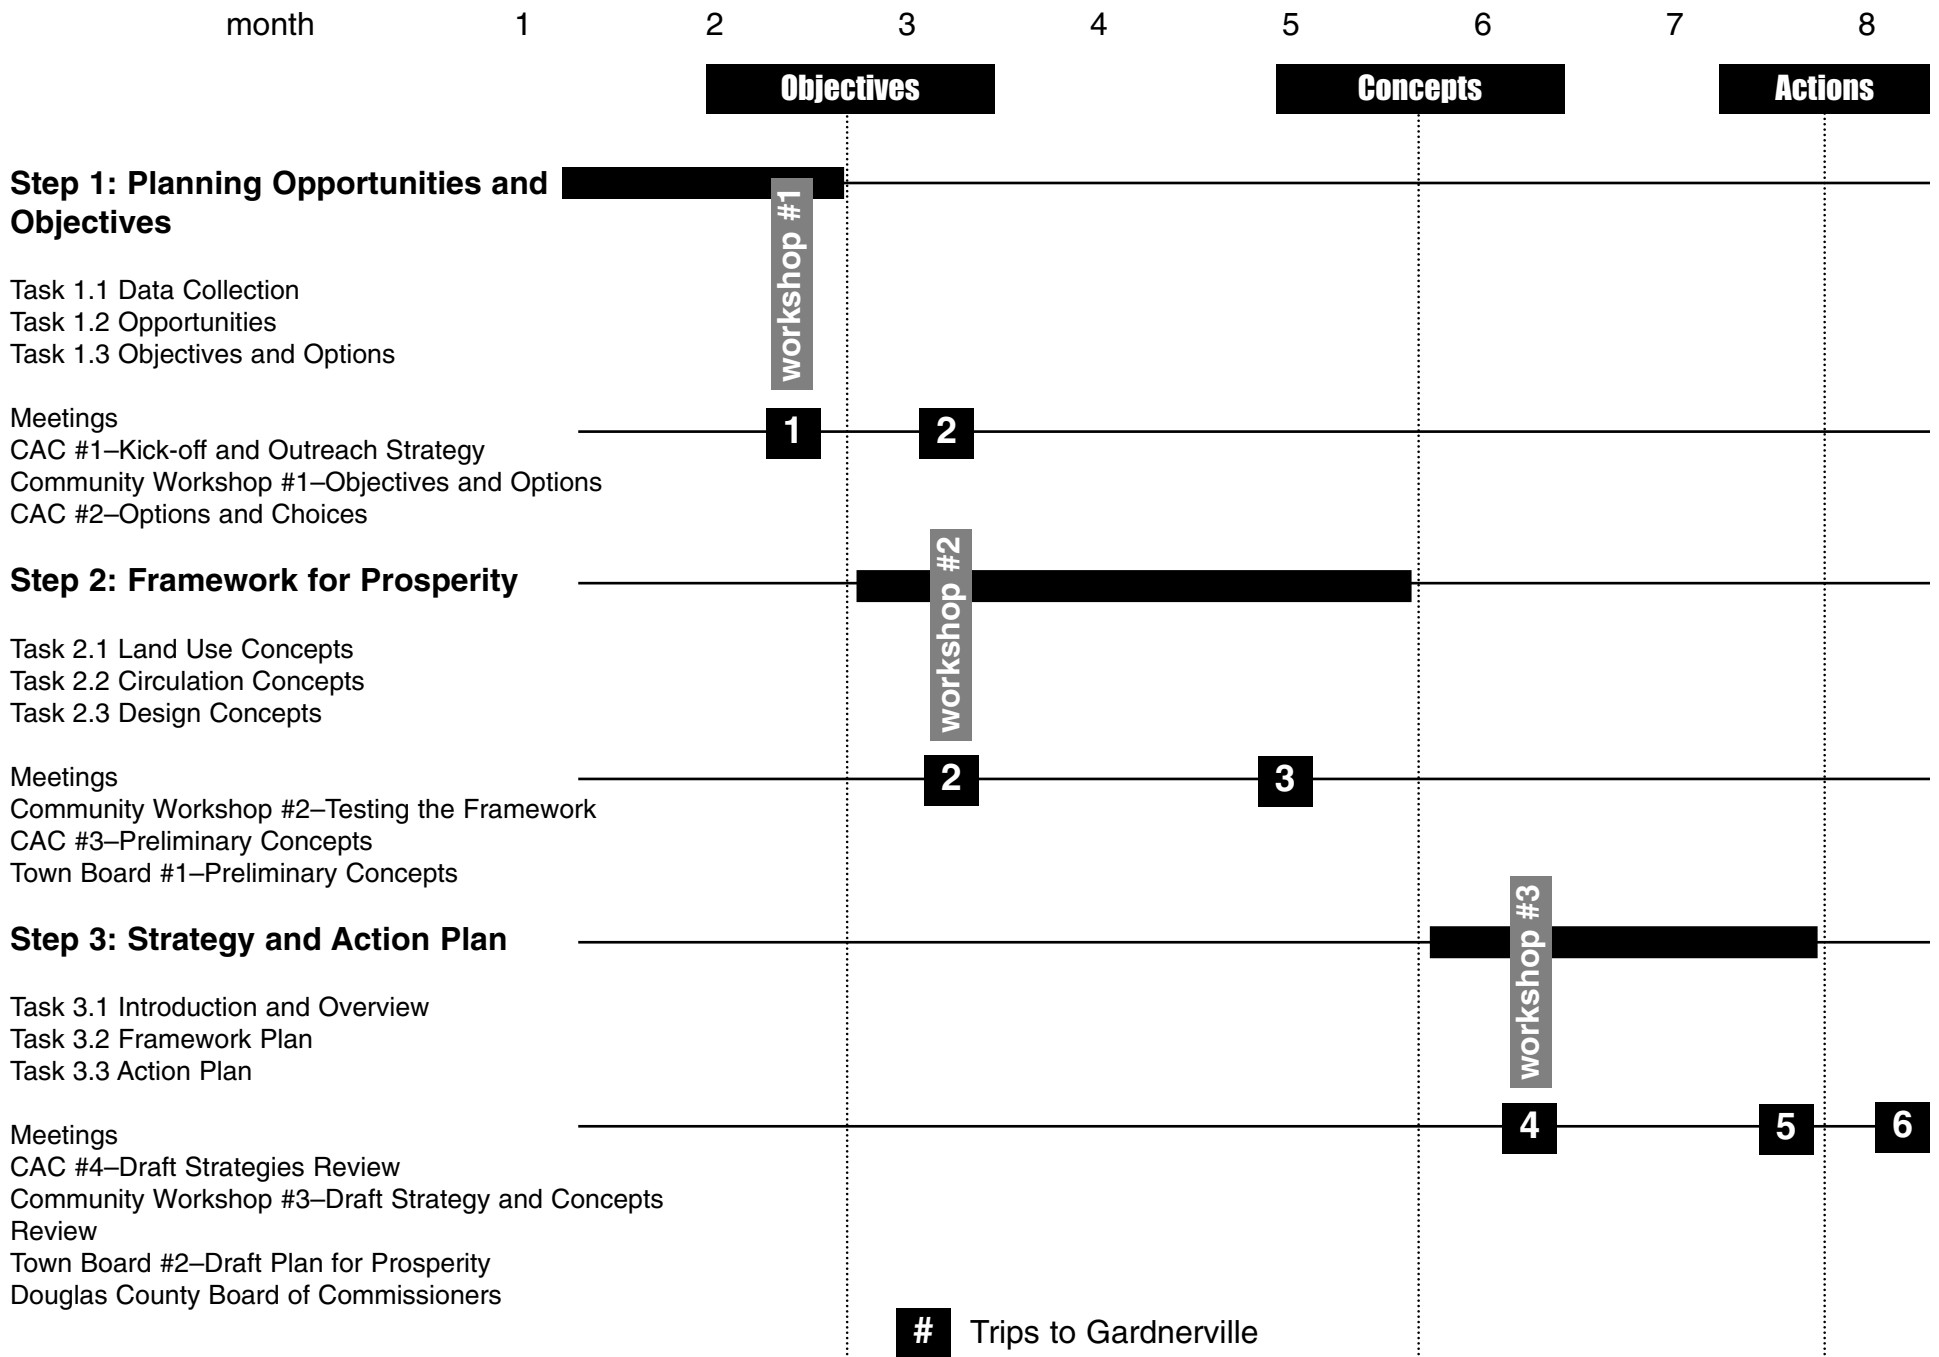 month 1 2 3 4 5 6 7 8
Objectives Concepts Actions
Step 1: Planning Opportunities and
Objectives
workshop #1
Task 1.1 Data Collection
Task 1.2 Opportunities
Task 1.3 Objectives and Options
Meetings
1 2
CAC #1–Kick-off and Outreach Strategy
Community Workshop #1–Objectives and Options
CAC #2–Options and Choices
Step 2: Framework for Prosperity
workshop #2
Task 2.1 Land Use Concepts
Task 2.2 Circulation Concepts
Task 2.3 Design Concepts
Meetings
2 3
Community Workshop #2–Testing the Framework
CAC #3–Preliminary Concepts
Town Board #1–Preliminary Concepts
Step 3: Strategy and Action Plan
workshop #3
Task 3.1 Introduction and Overview
Task 3.2 Framework Plan
Task 3.3 Action Plan
Meetings
4 5 6
CAC #4–Draft Strategies Review
Community Workshop #3–Draft Strategy and Concepts
Review
Town Board #2–Draft Plan for Prosperity
Douglas County Board of Commissioners
# Trips to Gardnerville